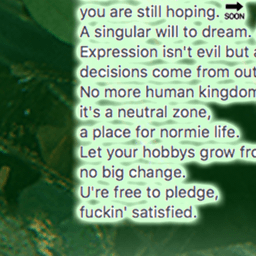 you are still hoping. SOON
A singular will to dream.
Expression isn't evil but a
decisions come from out
No more human kingdom
it's a neutral zone,
a place for normie life.
Let your hobbys grow fro
no big change.
U're free to pledge,
fuckin' satisfied.